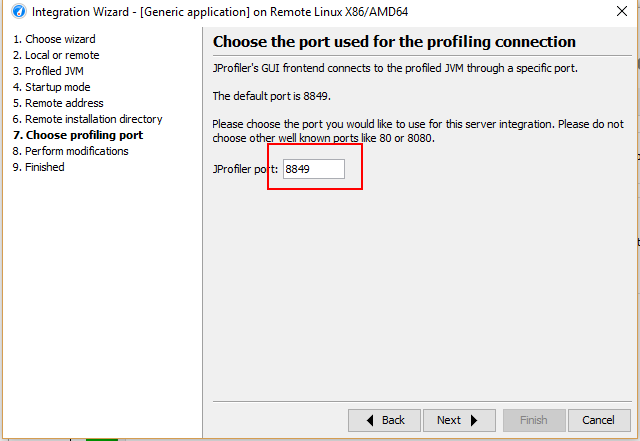 Integration Wizard - [Generic application] on Remote Linux X86/AMD64
1. Choose wizard
2. Local or remote
3. Profiled JVM
4. Startup mode
5. Remote address
6. Remote installation directory
7. Choose profiling port
8. Perform modifications
9. Finished
Choose the port used for the profiling connection
JProfiler's GUI frontend connects to the profiled JVM through a specific port.
The default port is 8849.
Please choose the port you would like to use for this server integration. Please do not
choose other well known ports like 80 or 8080.
JProfiler port: 8849
Back Next Finish Cancel